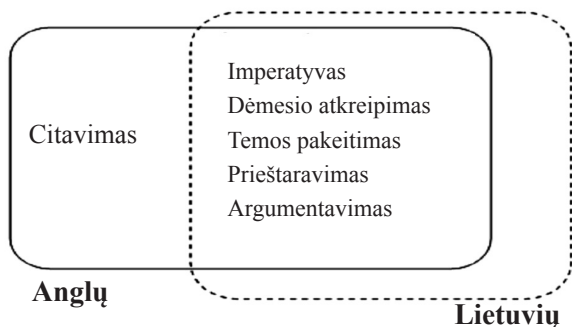 Imperatyvas
Dėmesio atkreipimas
Citavimas
Temos pakeitimas
Prieštaravimas
Argumentavimas
Anglų
Lietuvių